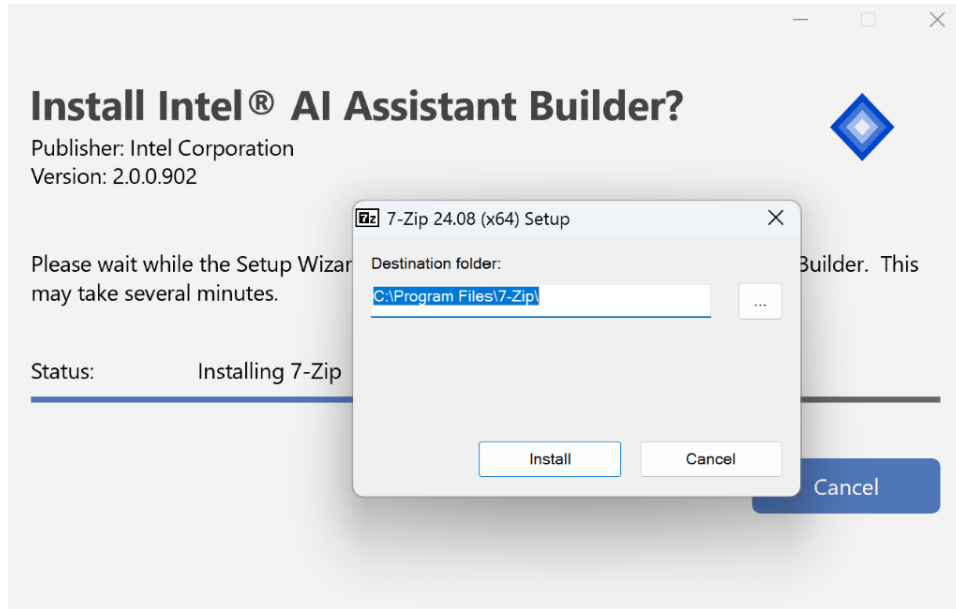 Install Intel® AI Assistant Builder?
Publisher: Intel Corporation
Version: 2.0.0.902
7z 7-Zip 24.08 (x64) Setup
Please wait while the Setup Wizar
Builder. This
may take several minutes.
Destination folder:
C:\Program Files\7-Zip\
...
Status: Installing 7-Zip
Install Cancel
Cancel